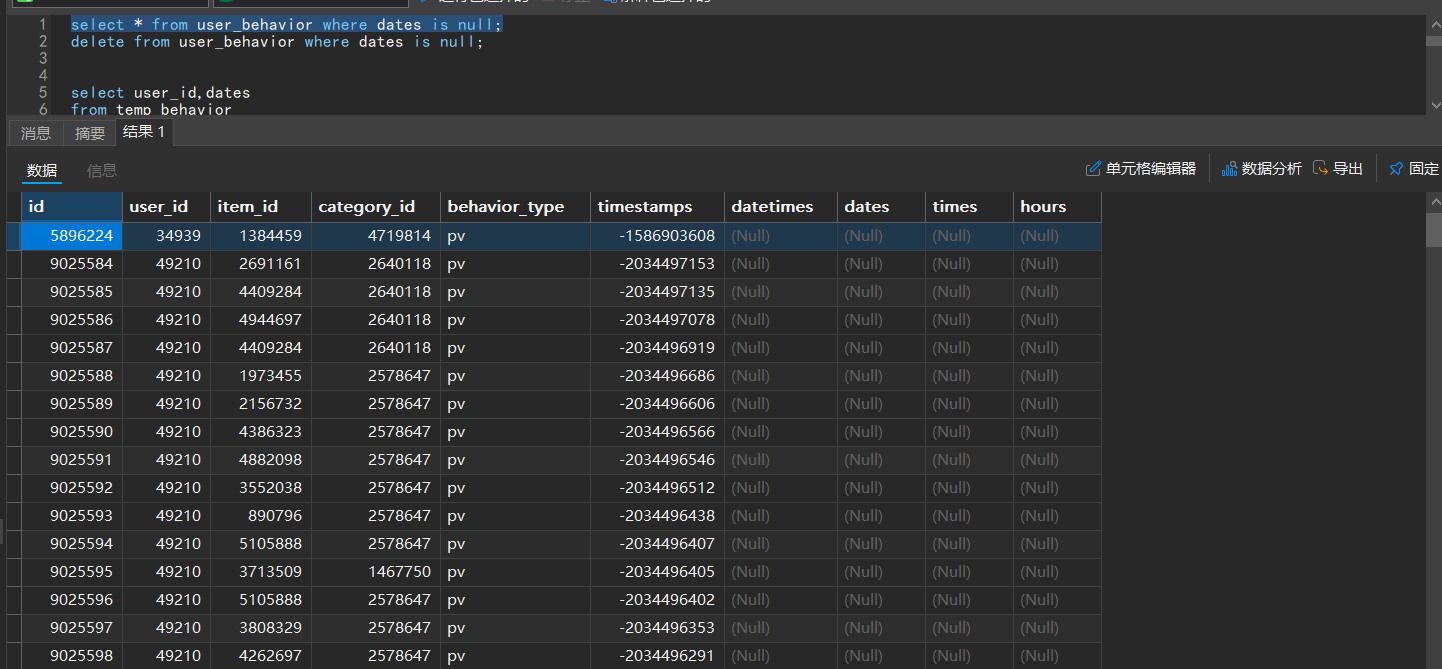 1 select * from user_behavior where dates is null;
2 delete from user_behavior where dates is null;
3
4
5 select user_id,dates
6 from temp_behavior
消息 摘要 结果 1
数据 信息 单元格编辑器 数据分析 导出 固定
id user_id item_id category_id behavior_type timestamps datetimes dates times hours
5896224 34939 1384459 4719814 pv -1586903608 (Null) (Null) (Null) (Null)
9025584 49210 2691161 2640118 pv -2034497153 (Null) (Null) (Null) (Null)
9025585 49210 4409284 2640118 pv -2034497135 (Null) (Null) (Null) (Null)
9025586 49210 4944697 2640118 pv -2034497078 (Null) (Null) (Null) (Null)
9025587 49210 4409284 2640118 pv -2034496919 (Null) (Null) (Null) (Null)
9025588 49210 1973455 2578647 pv -2034496686 (Null) (Null) (Null) (Null)
9025589 49210 2156732 2578647 pv -2034496606 (Null) (Null) (Null) (Null)
9025590 49210 4386323 2578647 pv -2034496566 (Null) (Null) (Null) (Null)
9025591 49210 4882098 2578647 pv -2034496546 (Null) (Null) (Null) (Null)
9025592 49210 3552038 2578647 pv -2034496512 (Null) (Null) (Null) (Null)
9025593 49210 890796 2578647 pv -2034496438 (Null) (Null) (Null) (Null)
9025594 49210 5105888 2578647 pv -2034496407 (Null) (Null) (Null) (Null)
9025595 49210 3713509 1467750 pv -2034496405 (Null) (Null) (Null) (Null)
9025596 49210 5105888 2578647 pv -2034496402 (Null) (Null) (Null) (Null)
9025597 49210 3808329 2578647 pv -2034496353 (Null) (Null) (Null) (Null)
9025598 49210 4262697 2578647 pv -2034496291 (Null) (Null) (Null) (Null)